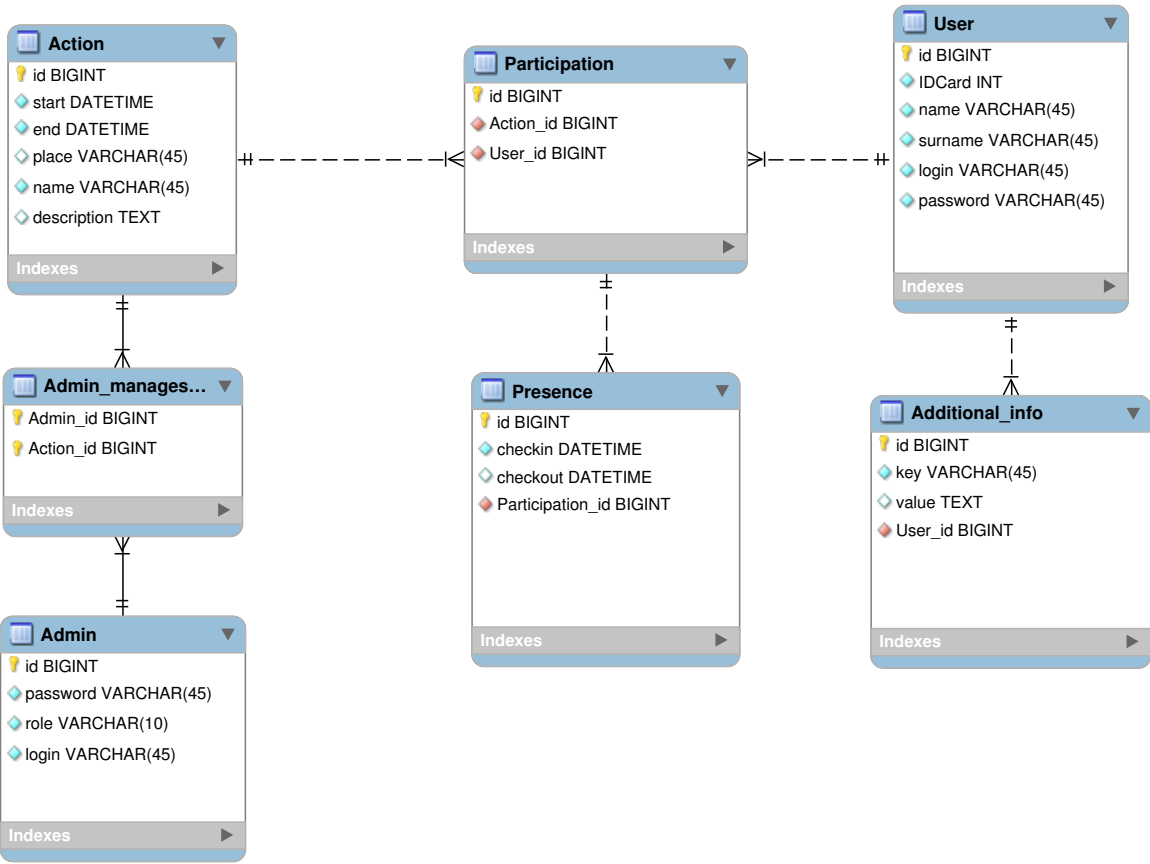 Action
id BIGINT
start DATETIME
end DATETIME
place VARCHAR(45)
name VARCHAR(45)
description TEXT
Indexes
Participation
id BIGINT
Action_id BIGINT
User_id BIGINT
Indexes
User
id BIGINT
IDCard INT
name VARCHAR(45)
surname VARCHAR(45)
login VARCHAR(45)
password VARCHAR(45)
Indexes
Admin_manages...
Admin_id BIGINT
Action_id BIGINT
Indexes
Presence
id BIGINT
checkin DATETIME
checkout DATETIME
Participation_id BIGINT
Indexes
Additional_info
id BIGINT
key VARCHAR(45)
value TEXT
User_id BIGINT
Indexes
Admin
id BIGINT
password VARCHAR(45)
role VARCHAR(10)
login VARCHAR(45)
Indexes